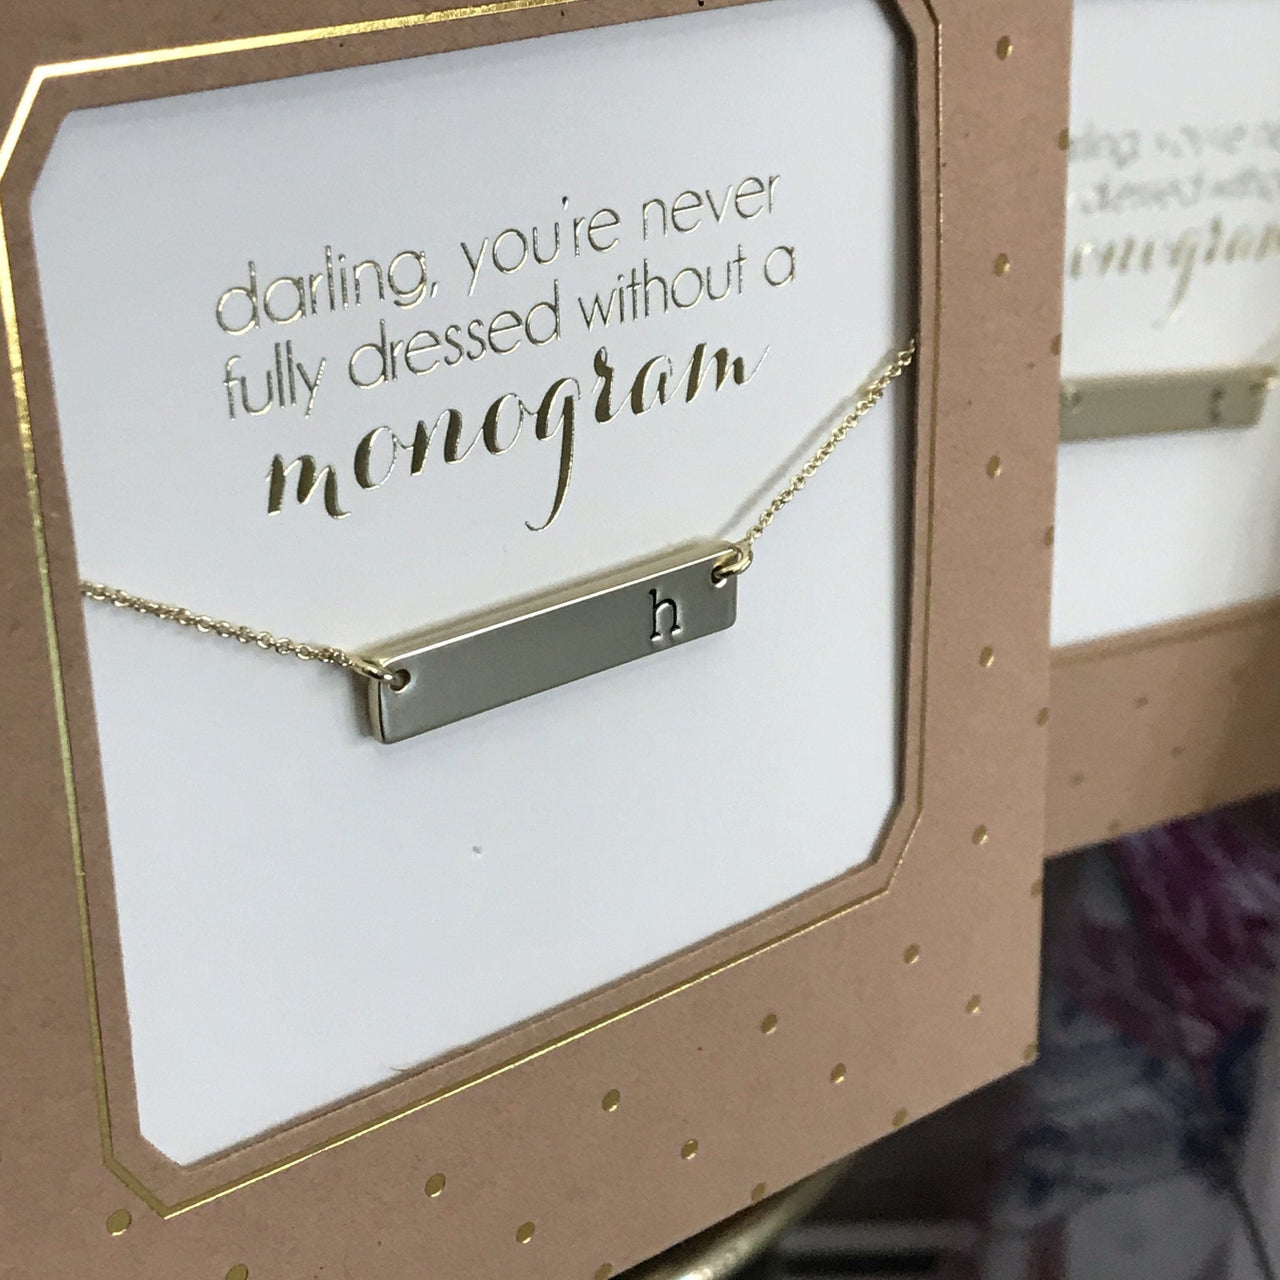 darling, you're never
fully dressed without a
monogram
h